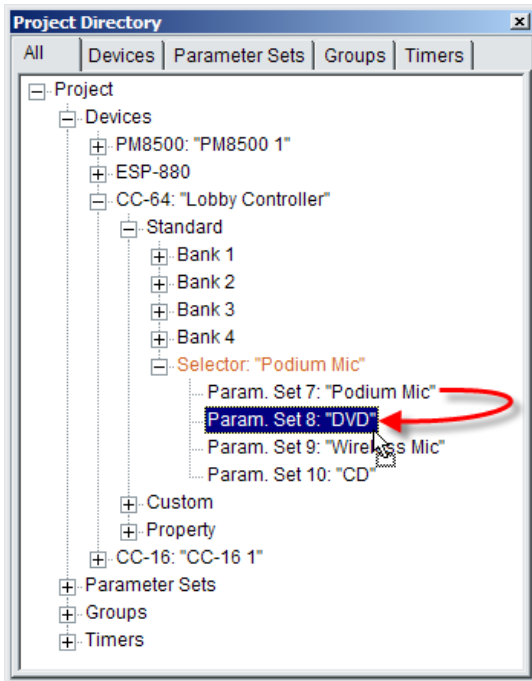 Project Directory
All Devices Parameter Sets Groups Timers
Project
Devices
PM8500: "PM8500 1"
ESP-880
CC-64: "Lobby Controller"
Standard
Bank 1
Bank 2
Bank 3
Bank 4
Selector: "Podium Mic"
Param. Set 7: "Podium Mic"
Param. Set 8: "DVD"
Param. Set 9: "Wireless Mic"
Param. Set 10: "CD"
Custom
Property
CC-16: "CC-16 1"
Parameter Sets
Groups
Timers